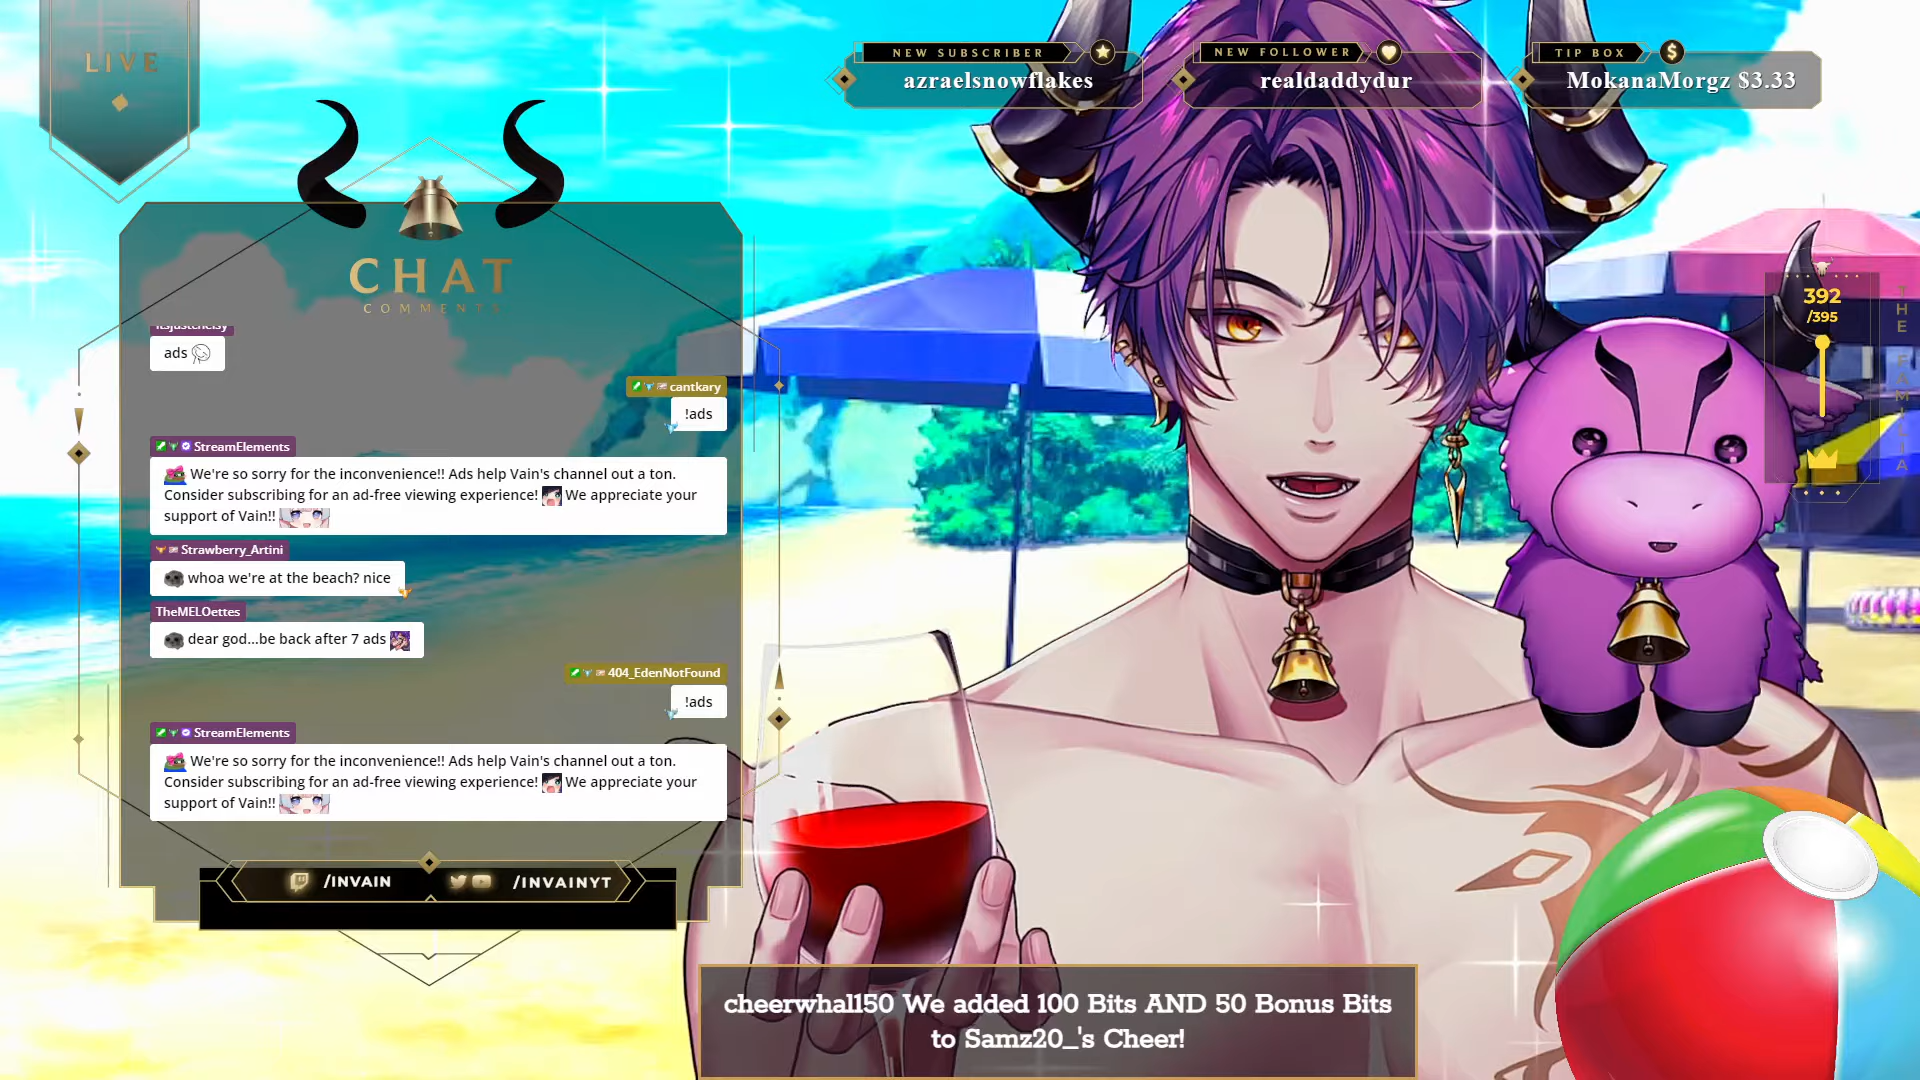 LIVE
NEW SUBSCRIBER
azraelsnowflakes
NEW FOLLOWER
realdaddydur
TIP BOX
MokanaMorgz $3.33
392
/395
THE FAMILIA
CHAT
COMMENTS
ads
cantkary
!ads
StreamElements
We're so sorry for the inconvenience!! Ads help Vain's channel out a ton.
Consider subscribing for an ad-free viewing experience! We appreciate your
support of Vain!!
Strawberry_Artini
whoa we're at the beach? nice
TheMELOettes
dear god...be back after 7 ads
404_EdenNotFound
!ads
StreamElements
We're so sorry for the inconvenience!! Ads help Vain's channel out a ton.
Consider subscribing for an ad-free viewing experience! We appreciate your
support of Vain!!
/INVAIN
/INVAINYT
cheerwhal150 We added 100 Bits AND 50 Bonus Bits
to Samz20_'s Cheer!